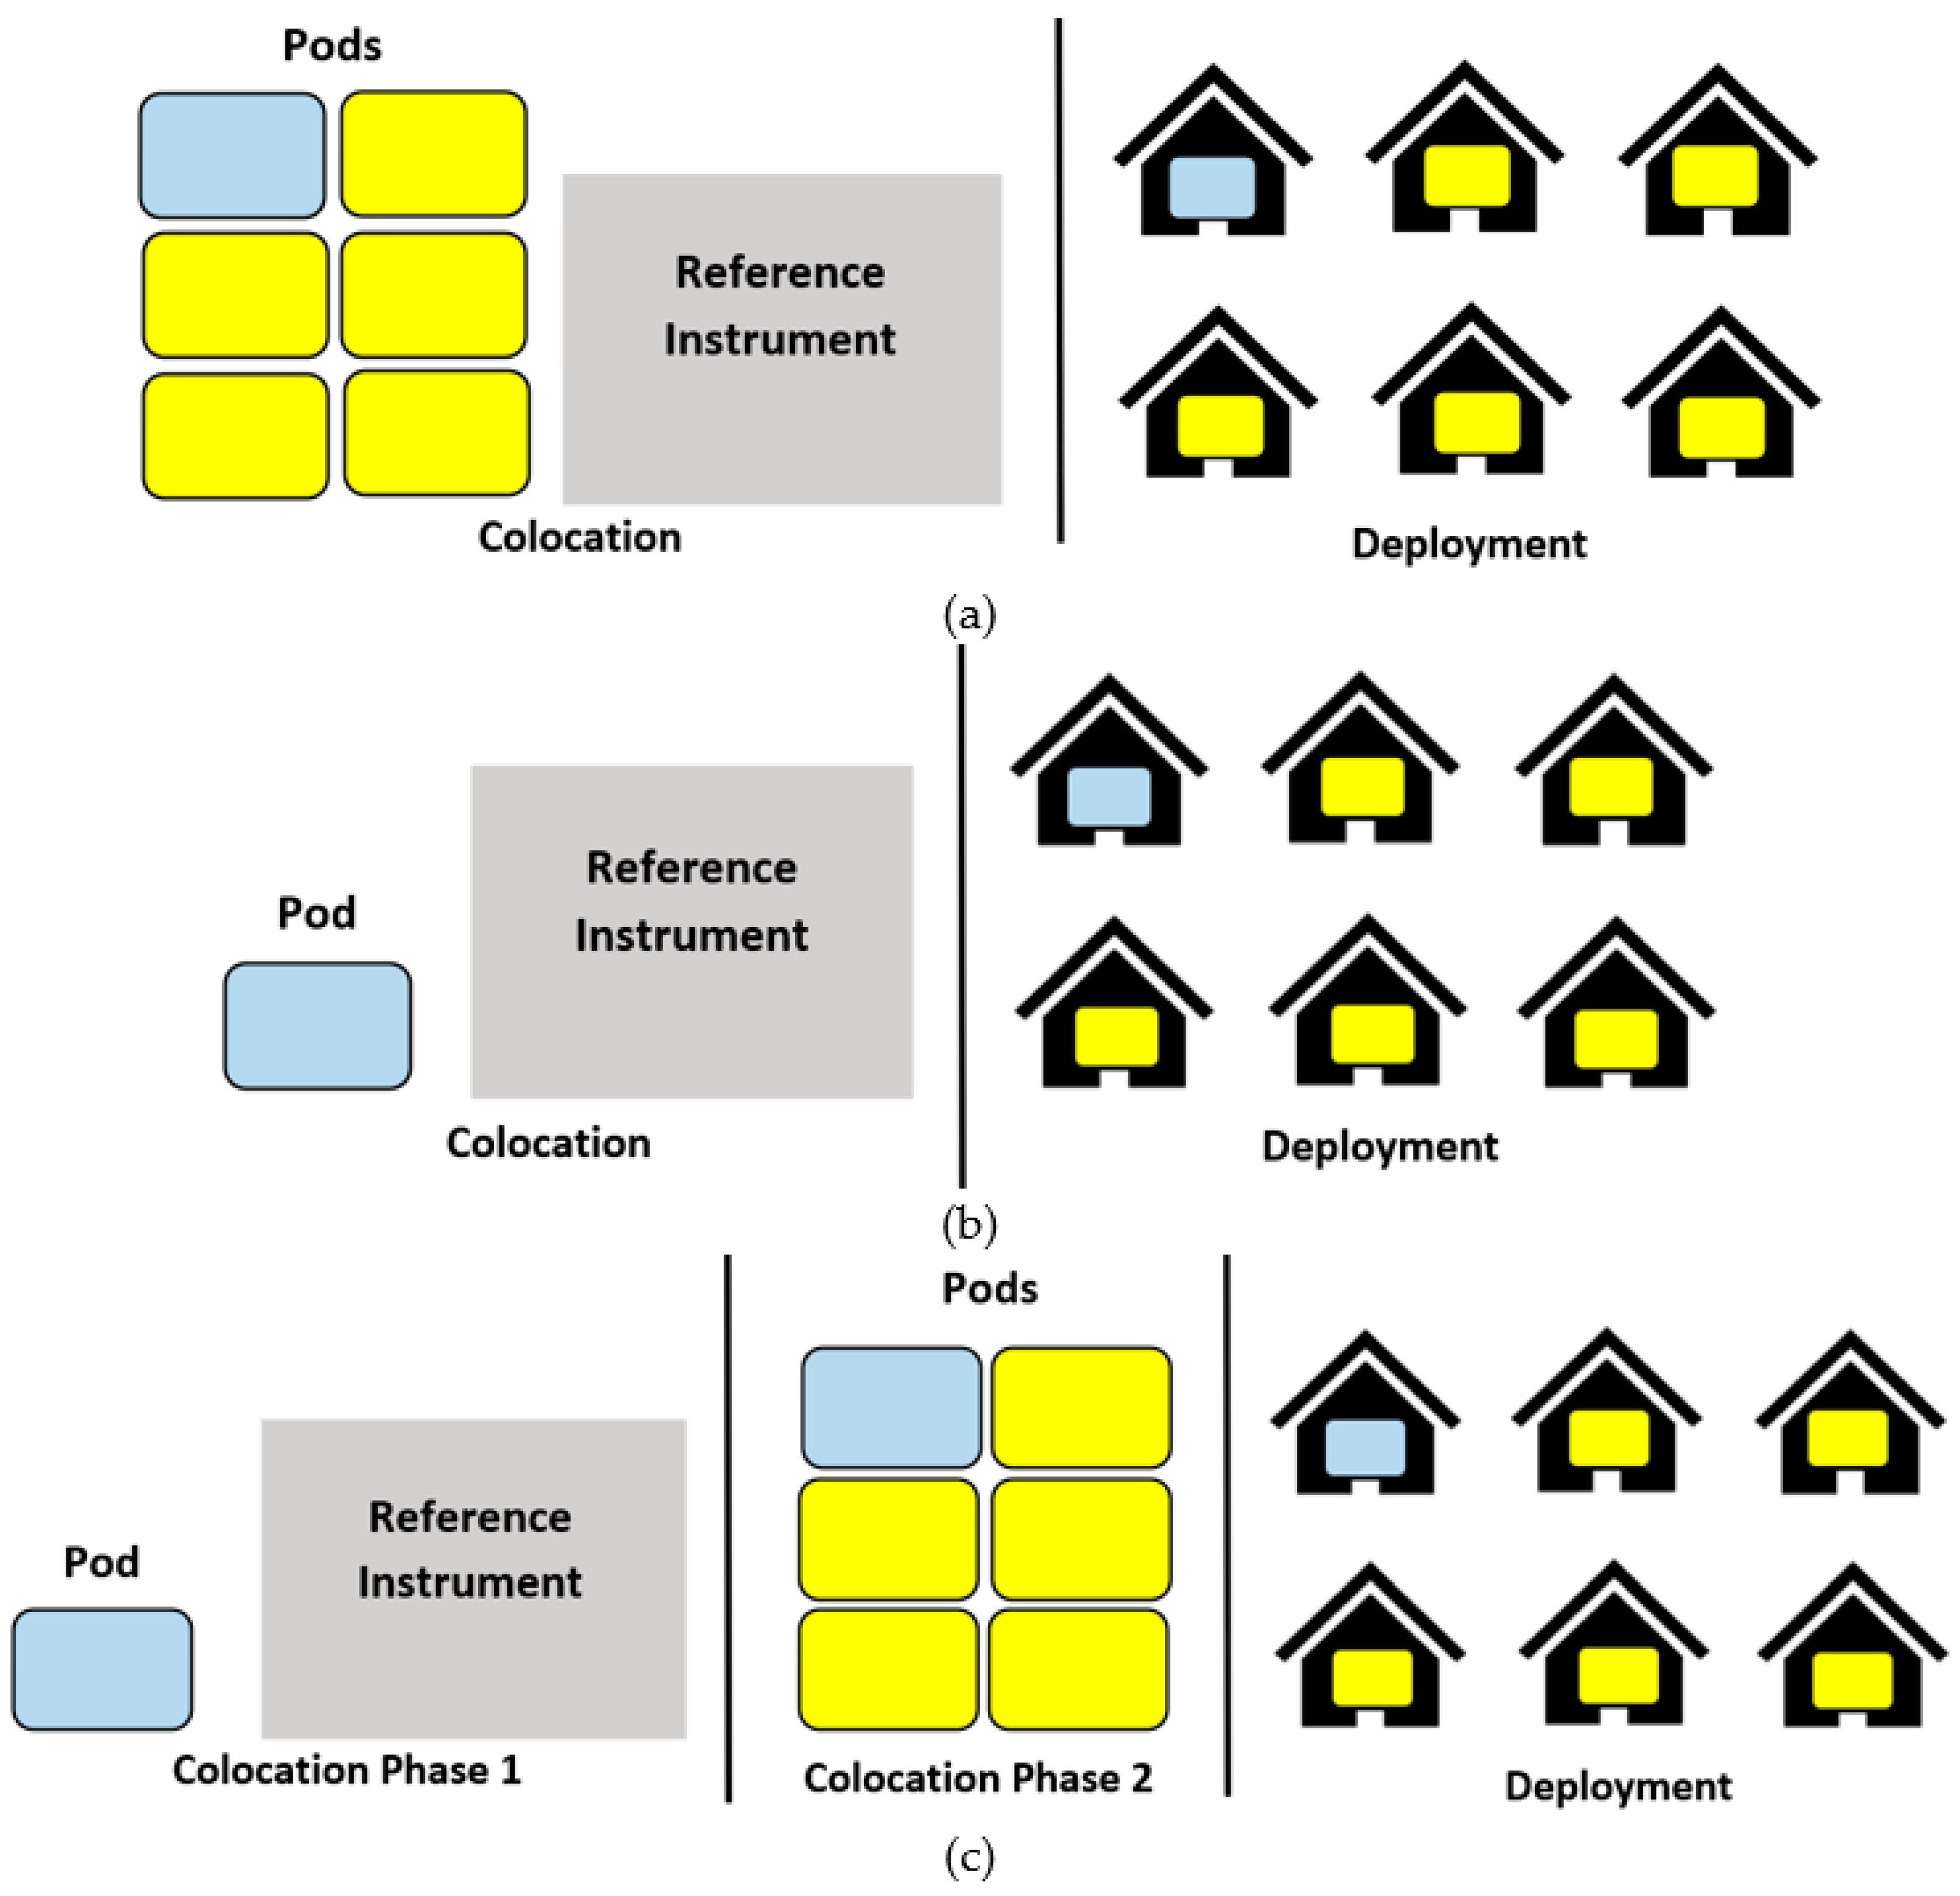 Pods
Reference
Instrument
Colocation
Deployment
(a)
Reference
Instrument
Pod
Colocation
Deployment
(b)
Pods
Reference
Instrument
Pod
Colocation Phase 1
Colocation Phase 2
Deployment
(c)